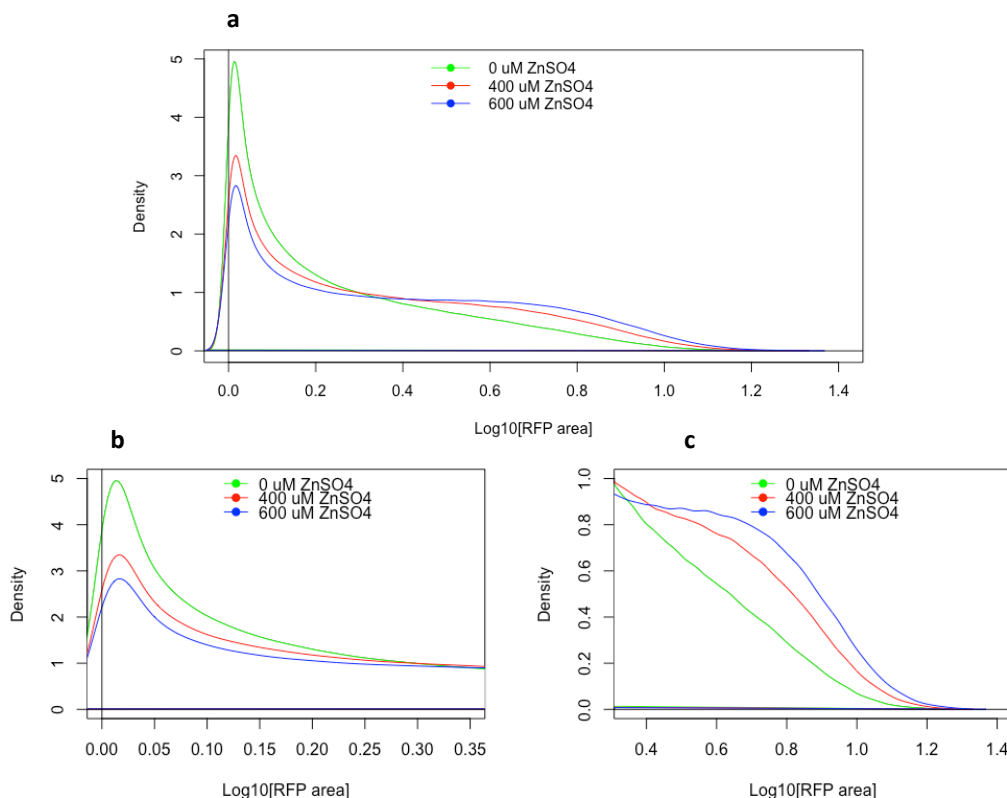 a
5
4
3
2
1
0
Density
0 uM ZnSO4
400 uM ZnSO4
600 uM ZnSO4
0.0 0.2 0.4 0.6 0.8 1.0 1.2 1.4
Log10[RFP area]
b
5
4
3
2
1
0
Density
0 uM ZnSO4
400 uM ZnSO4
600 uM ZnSO4
0.00 0.05 0.10 0.15 0.20 0.25 0.30 0.35
Log10[RFP area]
c
1.0
0.8
0.6
0.4
0.2
0.0
Density
0 uM ZnSO4
400 uM ZnSO4
600 uM ZnSO4
0.4 0.6 0.8 1.0 1.2 1.4
Log10[RFP area]